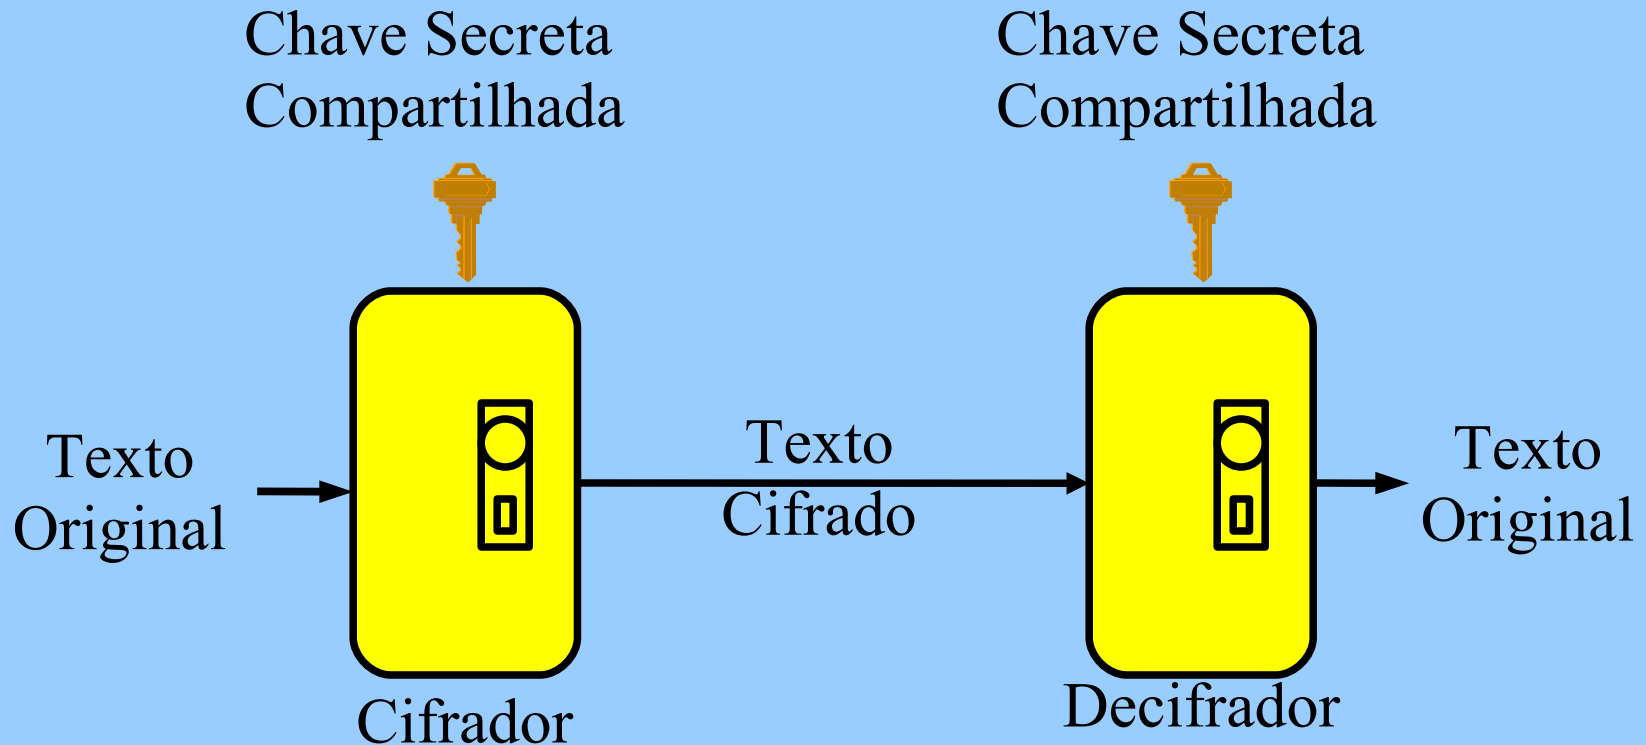 Chave Secreta
Compartilhada
Chave Secreta
Compartilhada
Texto
Original
Texto
Cifrado
Texto
Original
Cifrador
Decifrador